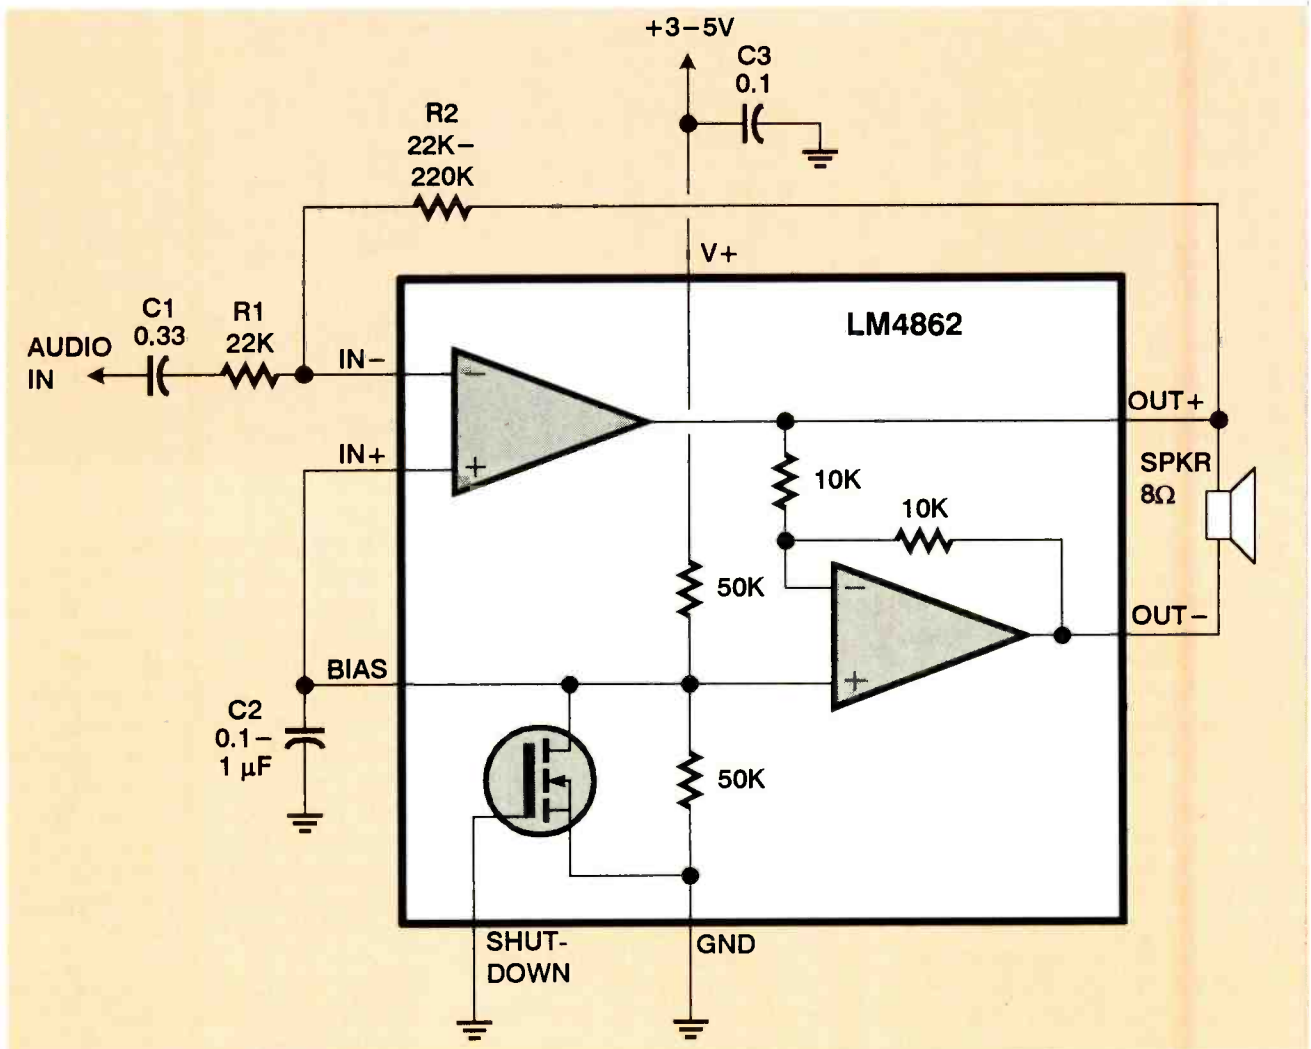 +3–5V
C3
0.1
R2
22K–
220K
V+
LM4862
C1
0.33
R1
22K
AUDIO
IN
IN–
IN+
–
+
OUT+
10K
10K
SPKR
8Ω
50K
–
+
OUT–
BIAS
C2
0.1–
1 µF
50K
SHUT-
DOWN
GND